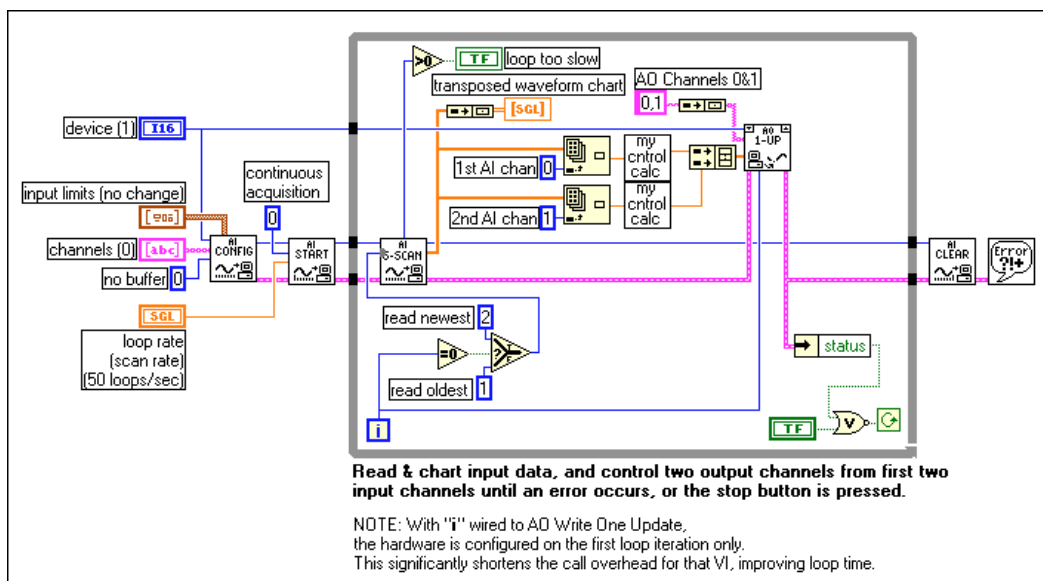 >0
TF
loop too slow
transposed waveform chart
[SGL]
AO Channels 0&1
0,1
device (1)
I16
AO
1-UP
my
cntrol
calc
1st AI chan
0
continuous
acquisition
0
input limits (no change)
my
cntrol
calc
2nd AI chan
1
channels (0)
[abc]
AI
CONFIG
AI
START
AI
S-SCAN
AI
CLEAR
Error
?!+
no buffer
0
SGL
loop rate
(scan rate)
(50 loops/sec)
read newest
2
=0
?
T
F
read oldest
1
status
i
TF
V
Read & chart input data, and control two output channels from first two
input channels until an error occurs, or the stop button is pressed.
NOTE: With "i" wired to AO Write One Update,
the hardware is configured on the first loop iteration only.
This significantly shortens the call overhead for that VI, improving loop time.